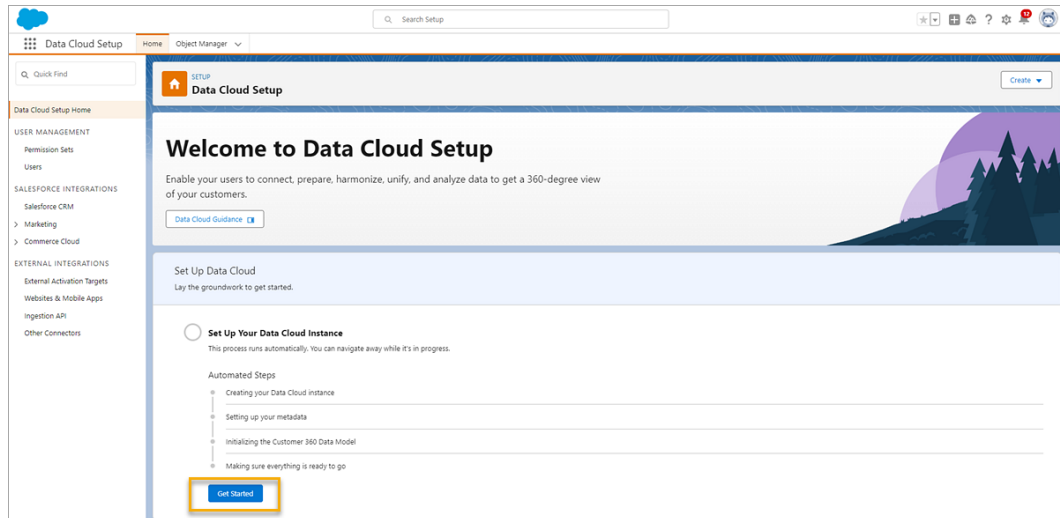 Search Setup
12
Data Cloud Setup
Home
Object Manager
Quick Find
Data Cloud Setup Home
USER MANAGEMENT
Permission Sets
Users
SALESFORCE INTEGRATIONS
Salesforce CRM
Marketing
Commerce Cloud
EXTERNAL INTEGRATIONS
External Activation Targets
Websites & Mobile Apps
Ingestion API
Other Connectors
SETUP
Data Cloud Setup
Create
Welcome to Data Cloud Setup
Enable your users to connect, prepare, harmonize, unify, and analyze data to get a 360-degree view
of your customers.
Data Cloud Guidance
Set Up Data Cloud
Lay the groundwork to get started.
Set Up Your Data Cloud Instance
This process runs automatically. You can navigate away while it's in progress.
Automated Steps
Creating your Data Cloud instance
Setting up your metadata
Initializing the Customer 360 Data Model
Making sure everything is ready to go
Get Started